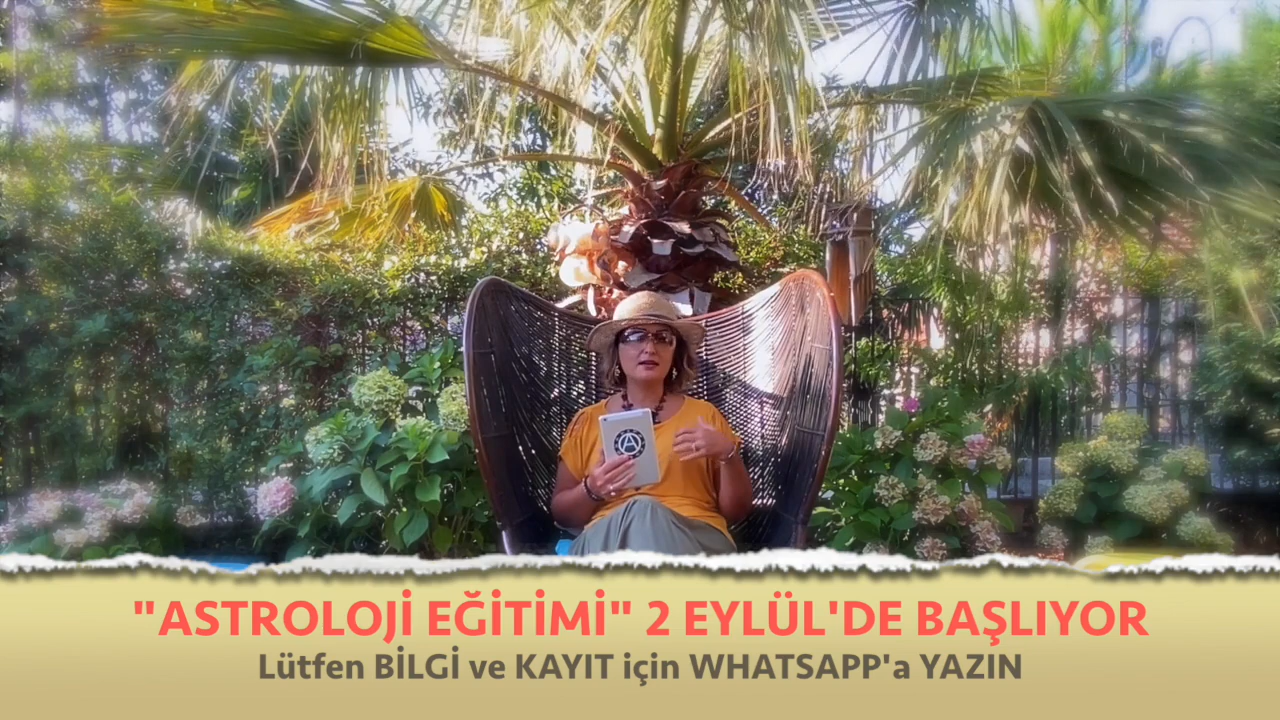 A
"ASTROLOJİ EĞİTİMİ" 2 EYLÜL'DE BAŞLIYOR
Lütfen BİLGİ ve KAYIT için WHATSAPP'a YAZIN